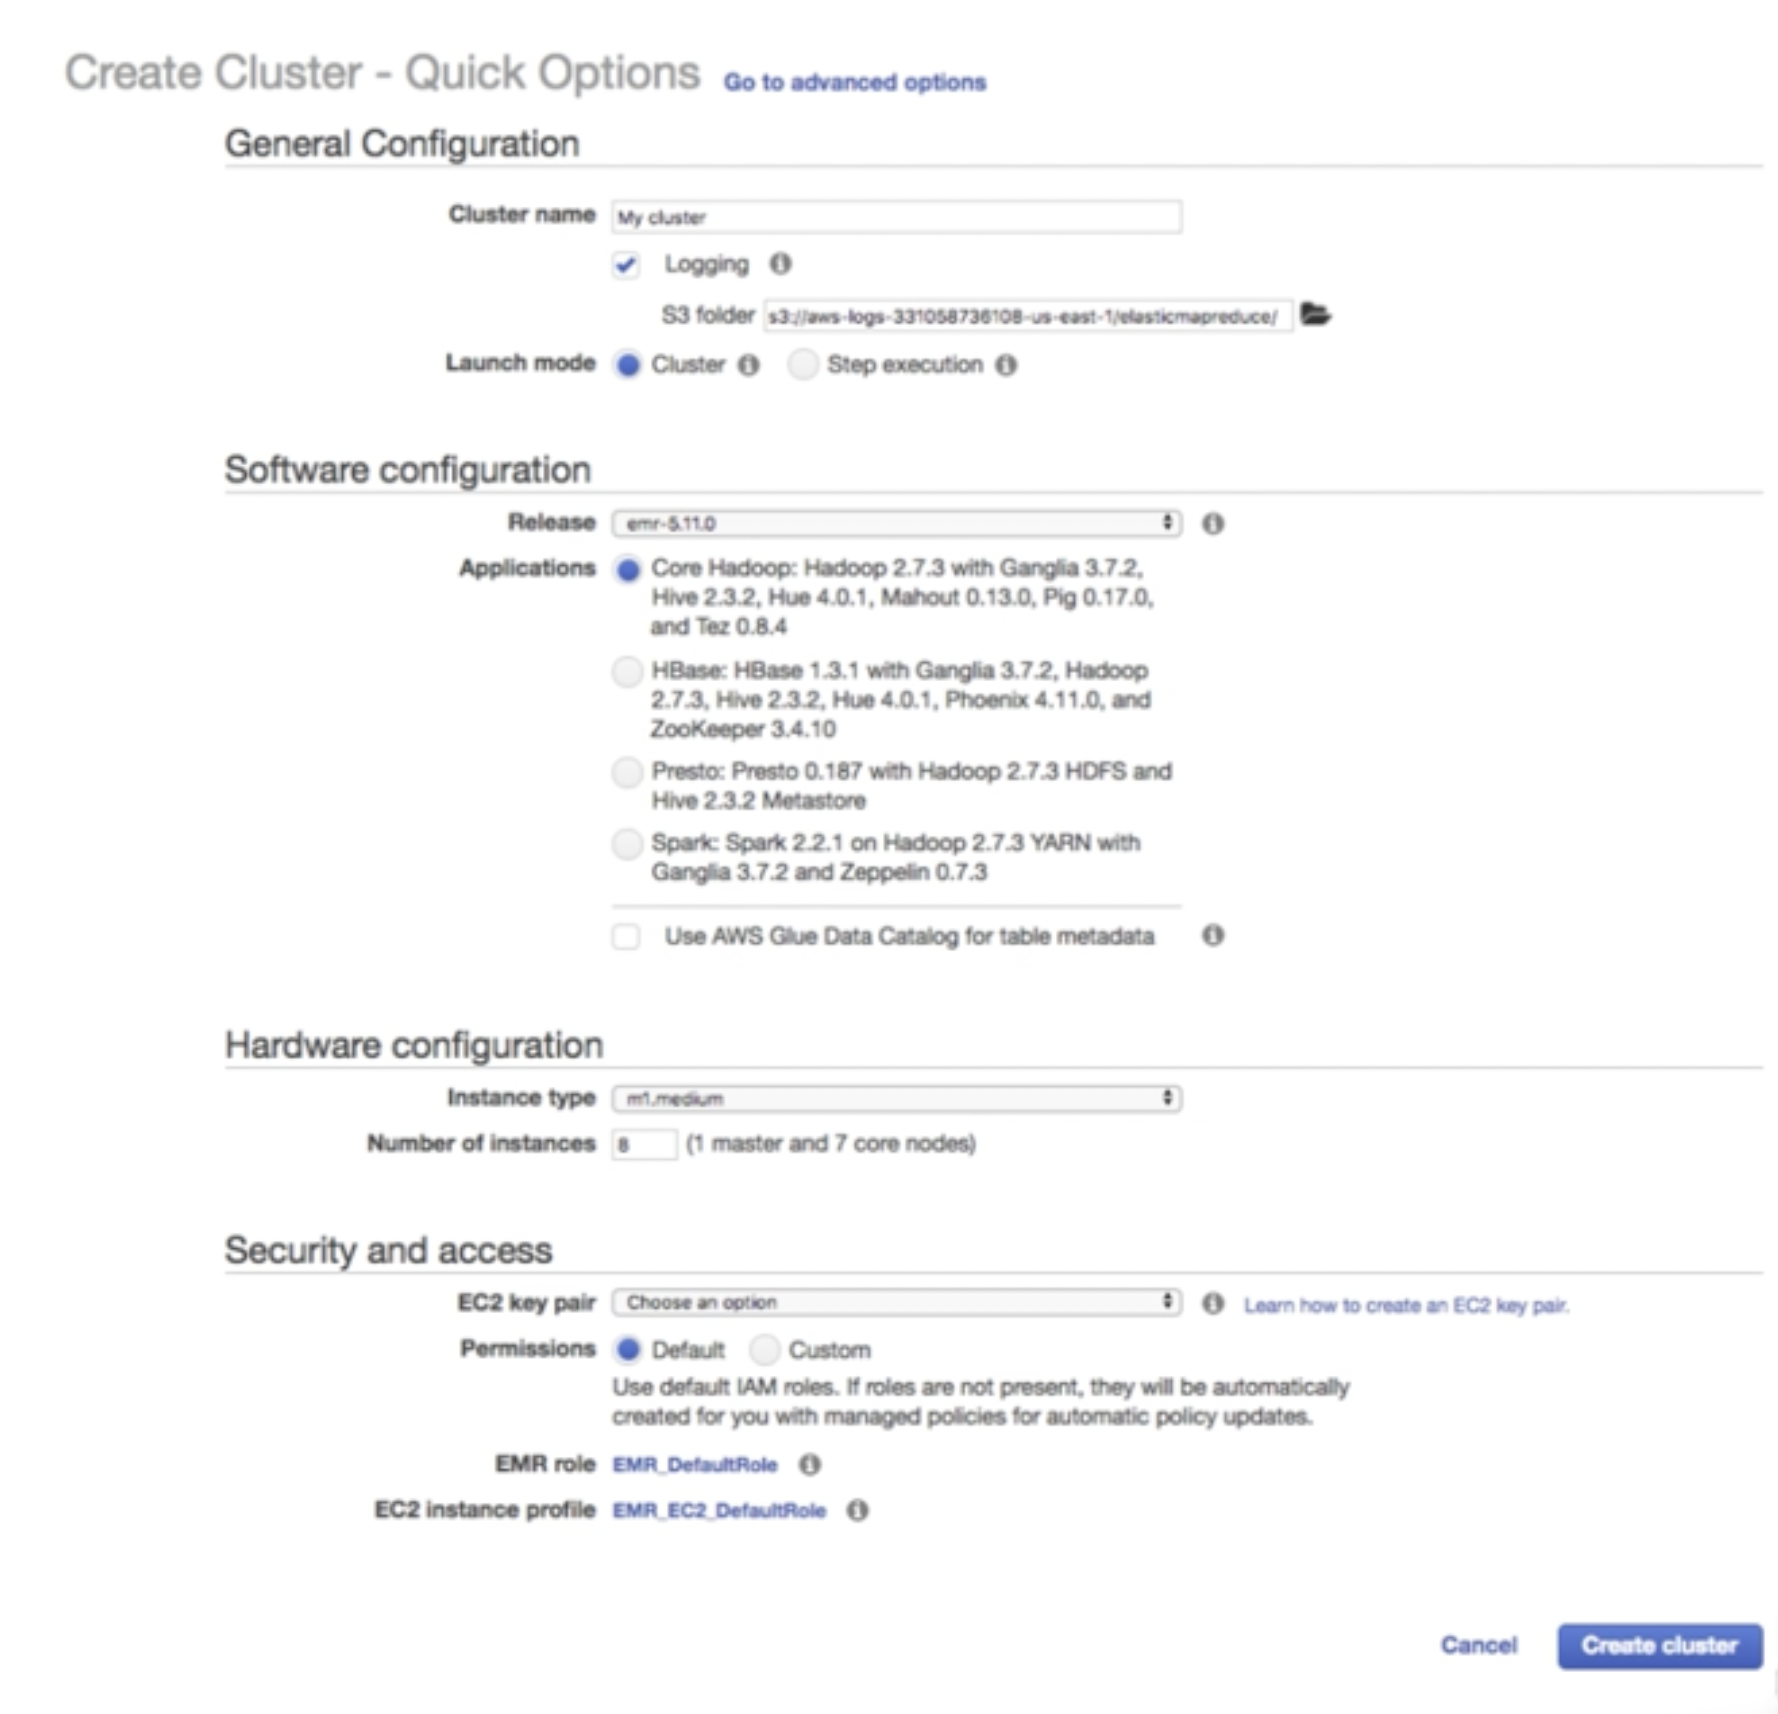 Create Cluster - Quick Options Go to advanced options
General Configuration
Cluster name My cluster
Logging
S3 folder s3://aws-logs-331058736108-us-east-1/elasticmapreduce/
Launch mode Cluster Step execution
Software configuration
Release emr-5.11.0
Applications Core Hadoop: Hadoop 2.7.3 with Ganglia 3.7.2,
Hive 2.3.2, Hue 4.0.1, Mahout 0.13.0, Pig 0.17.0,
and Tez 0.8.4
HBase: HBase 1.3.1 with Ganglia 3.7.2, Hadoop
2.7.3, Hive 2.3.2, Hue 4.0.1, Phoenix 4.11.0, and
ZooKeeper 3.4.10
Presto: Presto 0.187 with Hadoop 2.7.3 HDFS and
Hive 2.3.2 Metastore
Spark: Spark 2.2.1 on Hadoop 2.7.3 YARN with
Ganglia 3.7.2 and Zeppelin 0.7.3
Use AWS Glue Data Catalog for table metadata
Hardware configuration
Instance type m1.medium
Number of instances 8 (1 master and 7 core nodes)
Security and access
EC2 key pair Choose an option Learn how to create an EC2 key pair.
Permissions Default Custom
Use default IAM roles. If roles are not present, they will be automatically
created for you with managed policies for automatic policy updates.
EMR role EMR_DefaultRole
EC2 instance profile EMR_EC2_DefaultRole
Cancel Create cluster